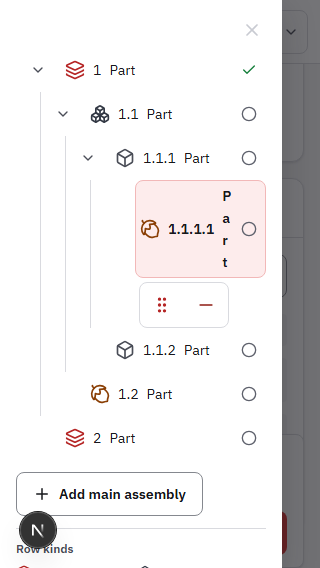 1 Part
1.1 Part
1.1.1 Part
1.1.1.1 Part
1.1.2 Part
1.2 Part
2 Part
Add main assembly
N
Row kinds